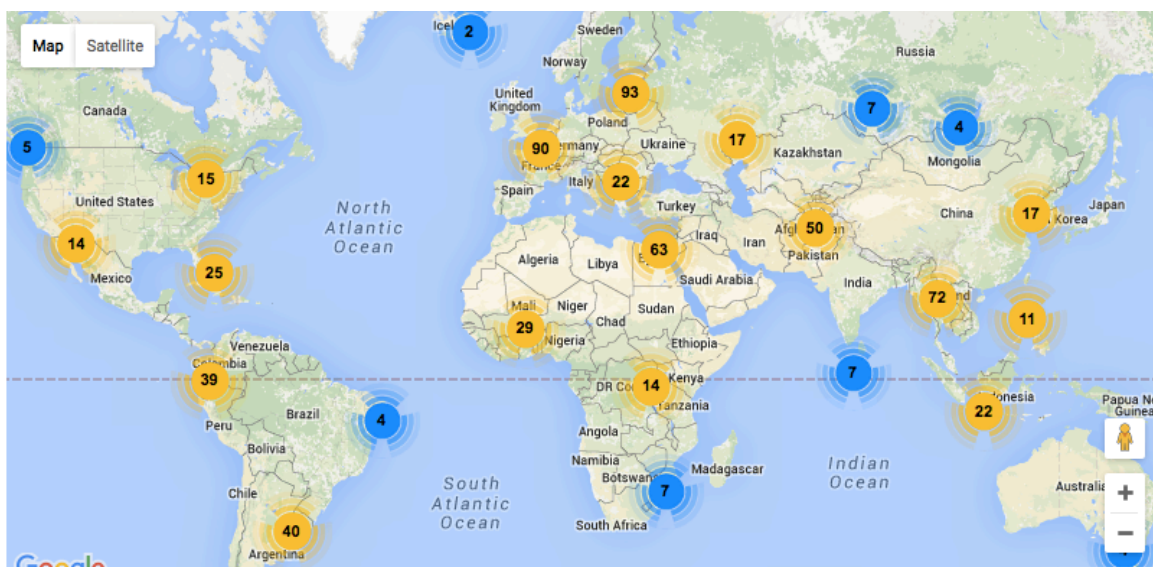 Map Satellite
Iceland
2
Sweden
Norway
Russia
Canada
United
Kingdom
93
Poland
7
4
5
90
Germany
Ukraine
17
Kazakhstan
Mongolia
France
15
Italy
22
United States
Spain
Turkey
China
17
Korea
Japan
North
Atlantic
Ocean
14
Mexico
25
63
Iraq
Iran
Afghanistan
50
Pakistan
Algeria
Libya
Egypt
Saudi Arabia
India
72
Mali
Niger
Sudan
Chad
29
Nigeria
Ethiopia
11
Venezuela
Colombia
39
DR Congo
14
Kenya
Tanzania
7
Indonesia
22
Papua New
Guinea
Peru
Brazil
4
Bolivia
Angola
Namibia
Botswana
7
Madagascar
Indian
Ocean
Australia
Chile
South
Atlantic
Ocean
South Africa
40
Argentina
+
−
Google